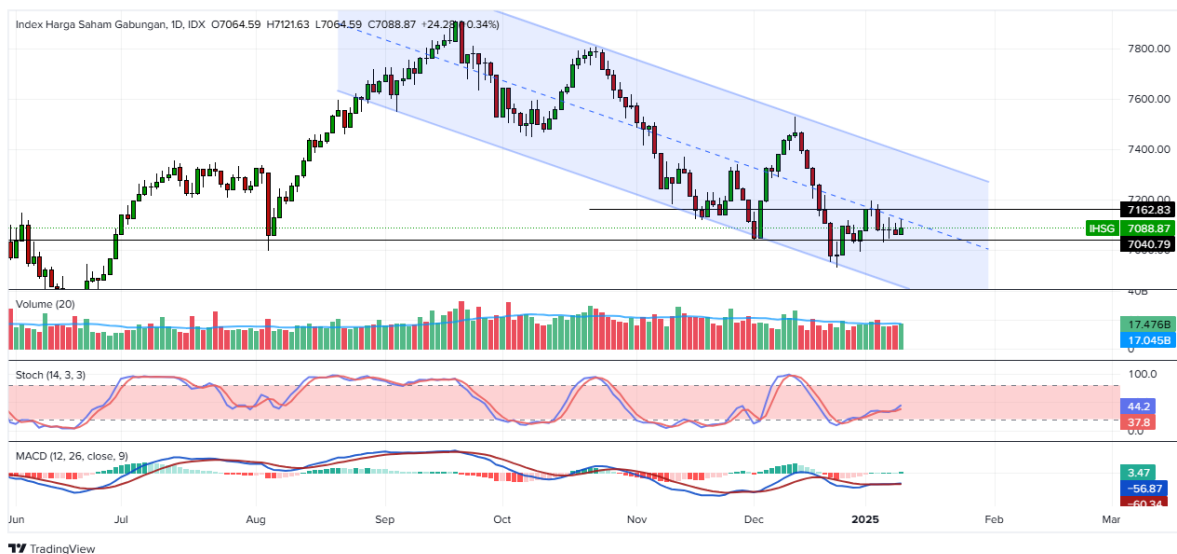 Index Harga Saham Gabungan, 1D, IDX O7064.59 H7121.63 L7064.59 C7088.87 +24.28
0.34%)
7800.00
7600.00
7400.00
7200.00
7162.83
IHSG 7088.87
7040.79
Volume (20)
40B
17.476B
17.045B
0
Stoch (14, 3, 3)
100.0
44.2
37.8
0.0
MACD (12, 26, close, 9)
3.47
−56.87
−60.34
Jun Jul Aug Sep Oct Nov Dec 2025 Feb Mar
TradingView